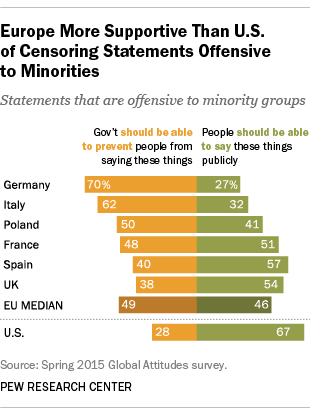 Europe More Supportive Than U.S.
of Censoring Statements Offensive
to Minorities
Statements that are offensive to minority groups
Gov't should be able
to prevent people from
saying these things
People should be able
to say these things
publicly
Germany 70% 27%
Italy 62 32
Poland 50 41
France 48 51
Spain 40 57
UK 38 54
EU MEDIAN 49 46
U.S. 28 67
Source: Spring 2015 Global Attitudes survey.
PEW RESEARCH CENTER